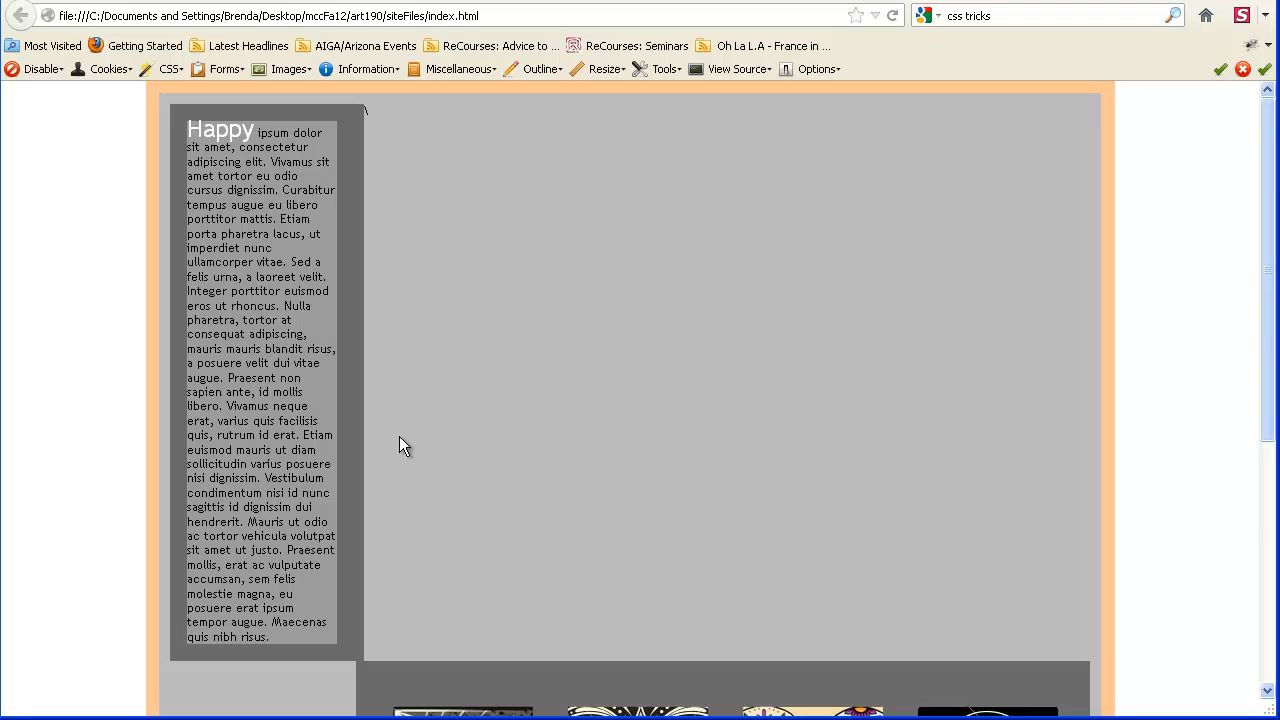 file:///C:/Documents and Settings/Brenda/Desktop/mccFa12/art190/siteFiles/index.html
css tricks
Most Visited Getting Started Latest Headlines AIGA/Arizona Events ReCourses: Advice to ... ReCourses: Seminars Oh La L.A - France in ...
Disable Cookies CSS Forms Images Information Miscellaneous Outline Resize Tools View Source Options
\
Happy ipsum dolor
sit amet, consectetur
adipiscing elit. Vivamus sit
amet tortor eu odio
cursus dignissim. Curabitur
tempus augue eu libero
porttitor mattis. Etiam
porta pharetra lacus, ut
imperdiet nunc
ullamcorper vitae. Sed a
felis urna, a laoreet velit.
Integer porttitor euismod
eros ut rhoncus. Nulla
pharetra, tortor at
consequat adipiscing,
mauris mauris blandit risus,
a posuere velit dui vitae
augue. Praesent non
sapien ante, id mollis
libero. Vivamus neque
erat, varius quis facilisis
quis, rutrum id erat. Etiam
euismod mauris ut diam
sollicitudin varius posuere
nisi dignissim. Vestibulum
condimentum nisi id nunc
sagittis id dignissim dui
hendrerit. Mauris ut odio
ac tortor vehicula volutpat
sit amet ut justo. Praesent
mollis, erat ac vulputate
accumsan, sem felis
molestie magna, eu
posuere erat ipsum
tempor augue. Maecenas
quis nibh risus.